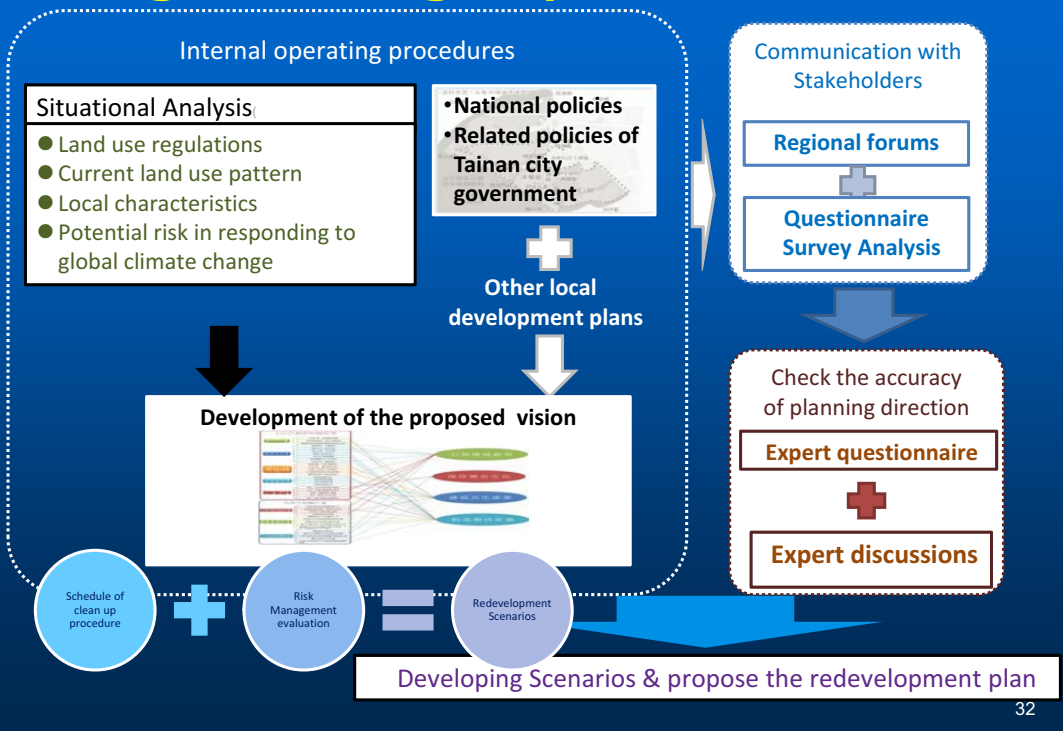 Internal operating procedures
Situational Analysis(
● Land use regulations
● Current land use pattern
● Local characteristics
● Potential risk in responding to
global climate change
•National policies
•Related policies of
Tainan city
government
Other local
development plans
Development of the proposed vision
Schedule of
clean up
procedure
Risk
Management
evaluation
Redevelopment
Scenarios
Communication with
Stakeholders
Regional forums
Questionnaire
Survey Analysis
Check the accuracy
of planning direction
Expert questionnaire
Expert discussions
Developing Scenarios & propose the redevelopment plan
32